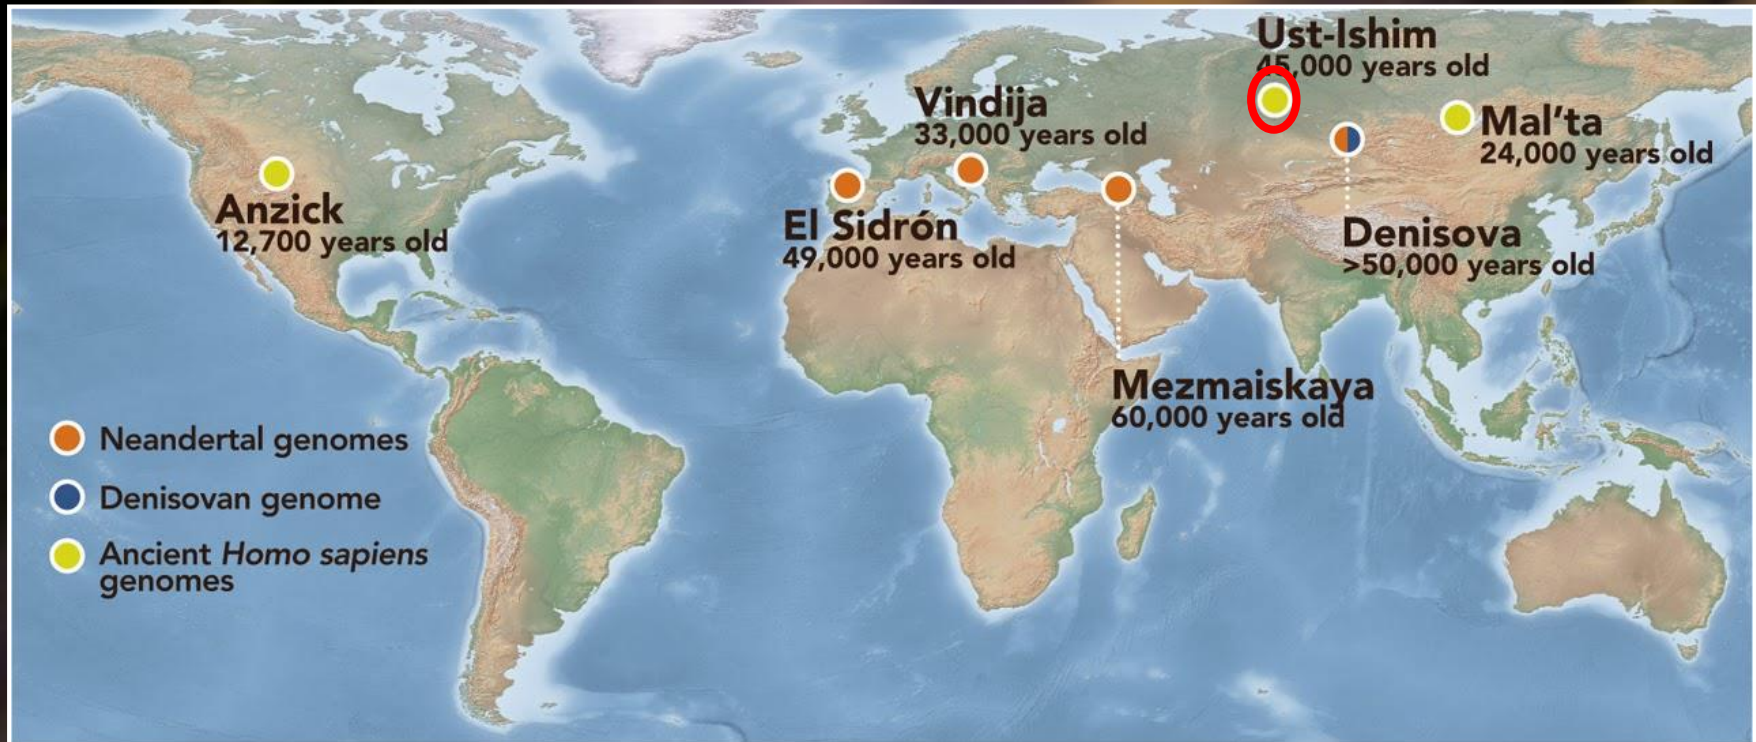 Ust-Ishim
45,000 years old
Vindija
33,000 years old
Mal'ta
24,000 years old
Anzick
12,700 years old
El Sidrón
49,000 years old
Denisova
>50,000 years old
Mezmaiskaya
60,000 years old
Neandertal genomes
Denisovan genome
Ancient Homo sapiens
genomes